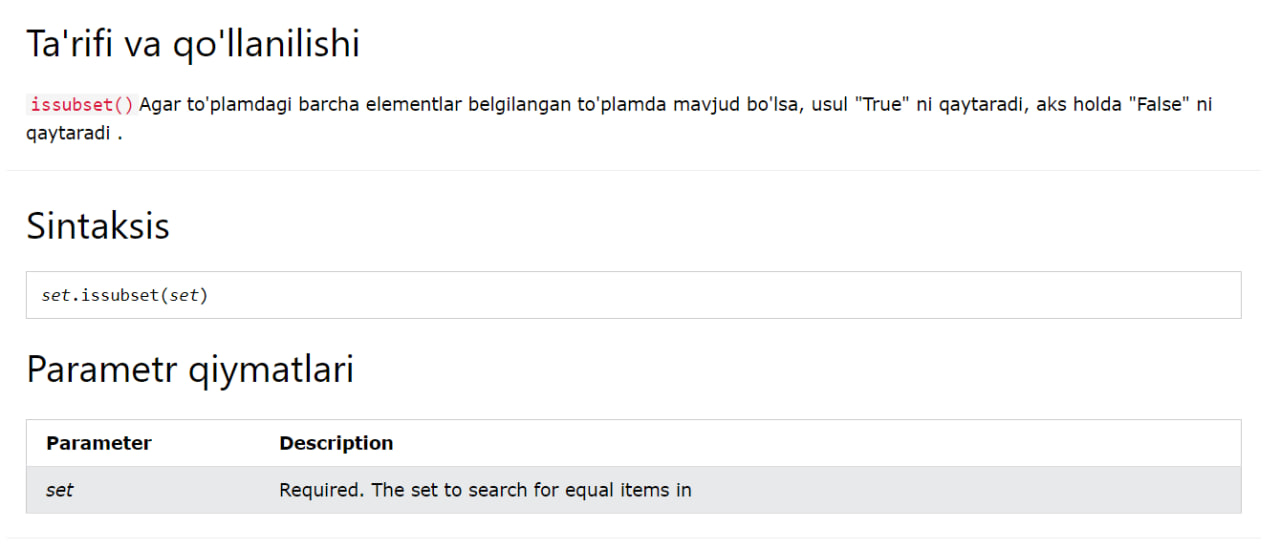 Ta'rifi va qo'llanilishi
issubset() Agar to'plamdagi barcha elementlar belgilangan to'plamda mavjud bo'lsa, usul "True" ni qaytaradi, aks holda "False" ni
qaytaradi .
Sintaksis
set.issubset(set)
Parametr qiymatlari
Parameter Description
set Required. The set to search for equal items in